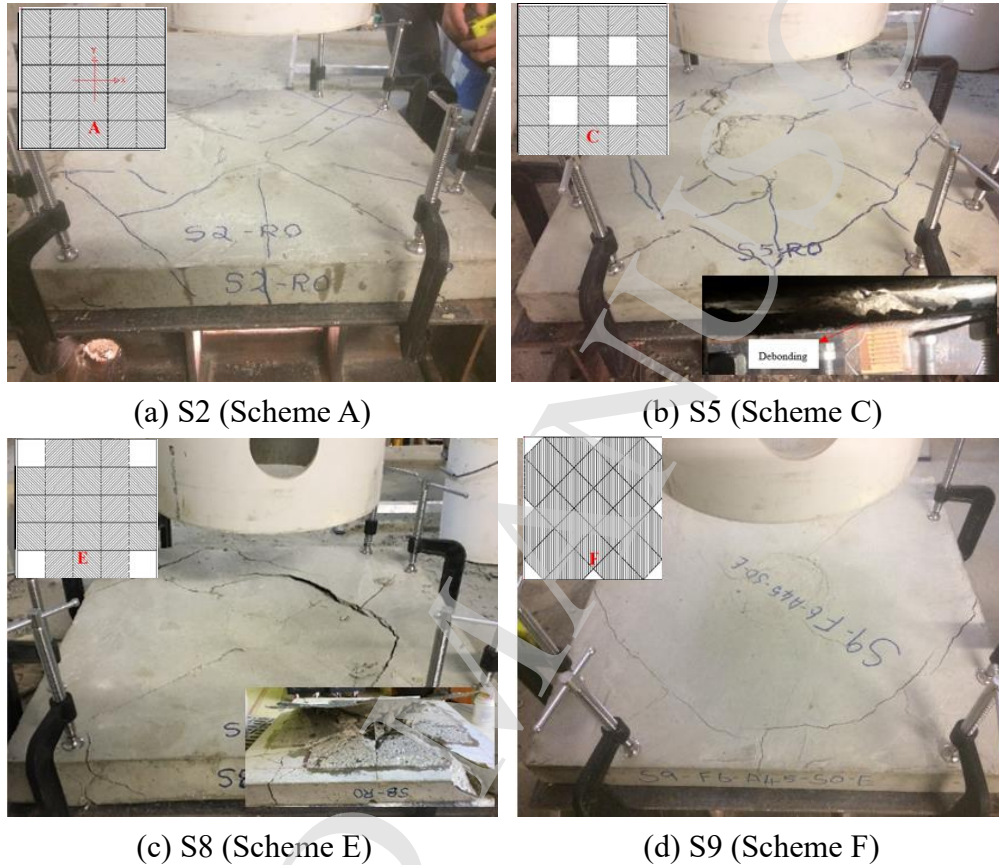 A
Y
X
S2-RO
S2-RO
(a) S2 (Scheme A)
C
S5-RO
Debonding
(b) S5 (Scheme C)
E
S8-RO
(c) S8 (Scheme E)
F
S9-F6-A45-S0-E
S9-F6-A45-S0-E
(d) S9 (Scheme F)